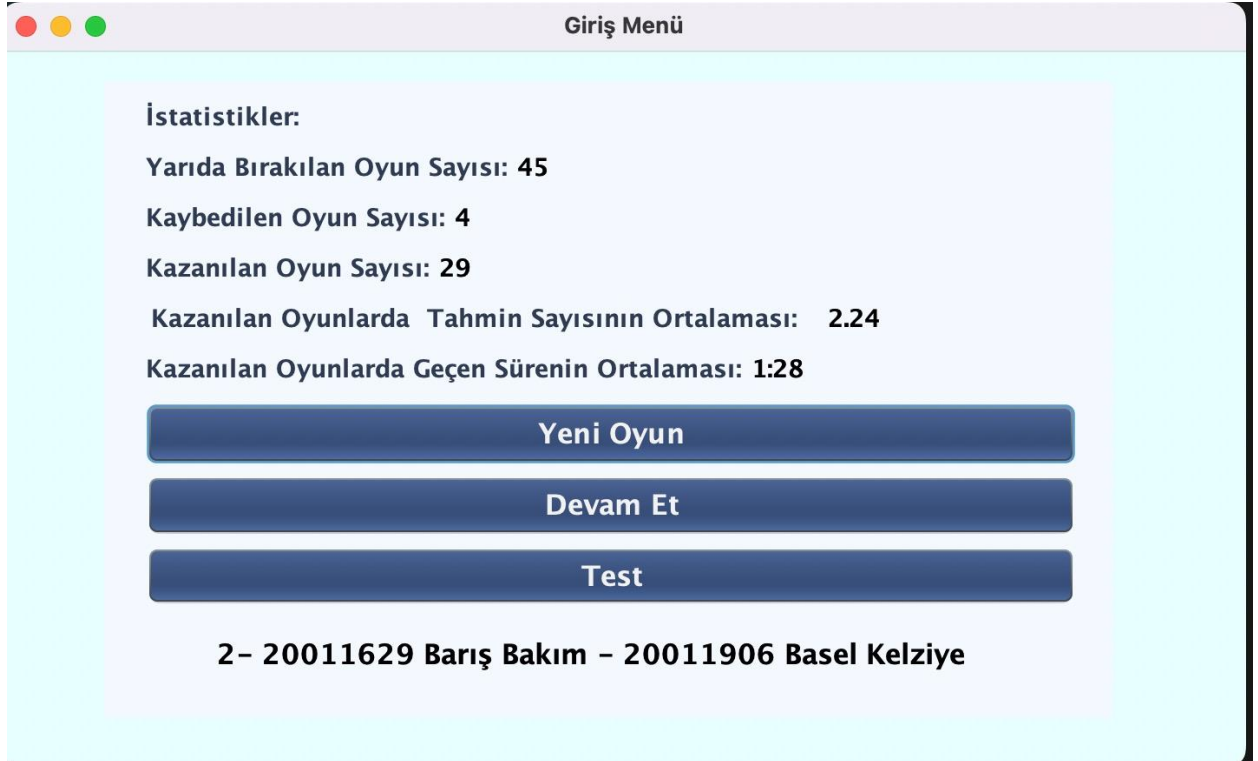 Giriş Menü
İstatistikler:
Yarıda Bırakılan Oyun Sayısı: 45
Kaybedilen Oyun Sayısı: 4
Kazanılan Oyun Sayısı: 29
Kazanılan Oyunlarda Tahmin Sayısının Ortalaması: 2.24
Kazanılan Oyunlarda Geçen Sürenin Ortalaması: 1:28
Yeni Oyun
Devam Et
Test
2- 20011629 Barış Bakım - 20011906 Basel Kelziye